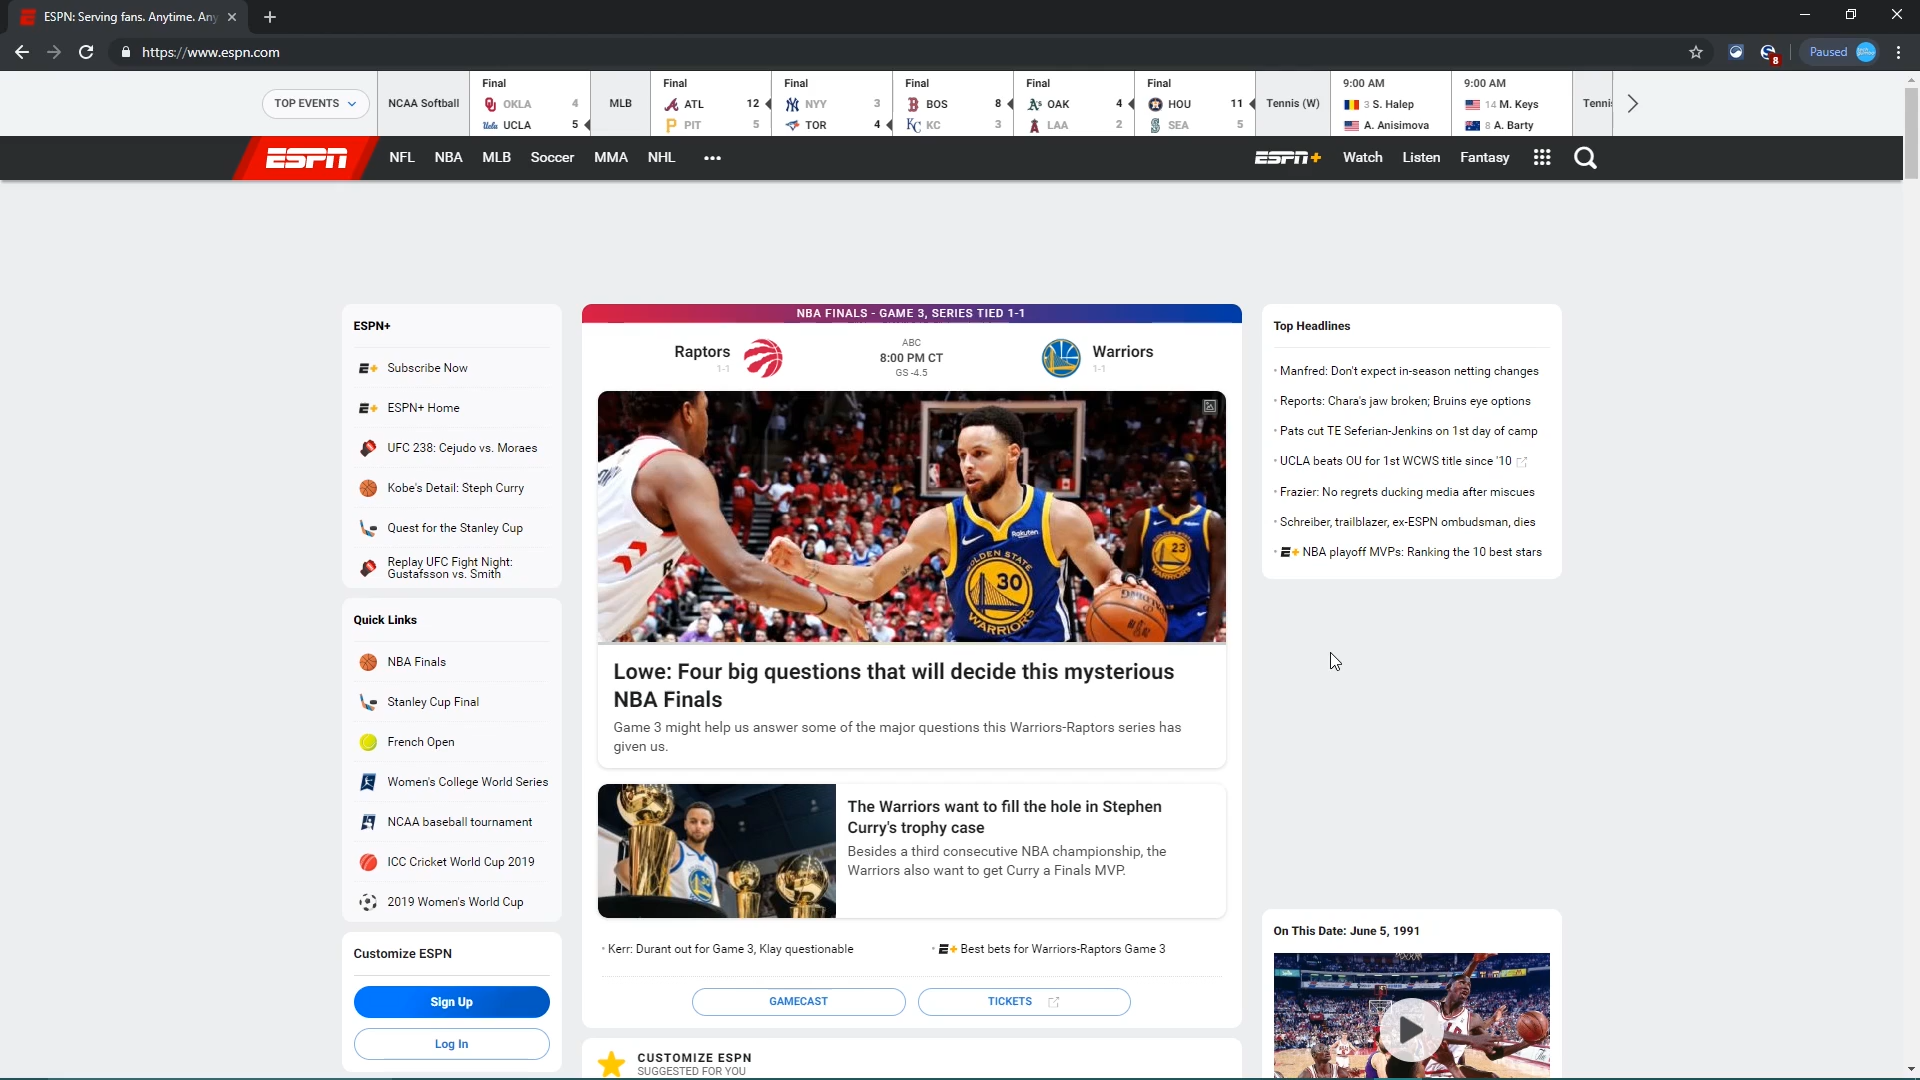 ESPN: Serving fans. Anytime. Any
https://www.espn.com
8
Paused
TOP EVENTS
NCAA Softball
Final
OKLA 4
UCLA 5
MLB
Final
ATL 12
PIT 5
Final
NYY 3
TOR 4
Final
BOS 8
KC 3
Final
OAK 4
LAA 2
Final
HOU 11
SEA 5
Tennis (W)
9:00 AM
3 S. Halep
A. Anisimova
9:00 AM
14 M. Keys
8 A. Barty
Tennis
ESPN
NFL NBA MLB Soccer MMA NHL
ESPN+ Watch Listen Fantasy
ESPN+
Subscribe Now
ESPN+ Home
UFC 238: Cejudo vs. Moraes
Kobe's Detail: Steph Curry
Quest for the Stanley Cup
Replay UFC Fight Night:
Gustafsson vs. Smith
Quick Links
NBA Finals
Stanley Cup Final
French Open
Women's College World Series
NCAA baseball tournament
ICC Cricket World Cup 2019
2019 Women's World Cup
Customize ESPN
Sign Up
Log In
NBA FINALS - GAME 3, SERIES TIED 1-1
Raptors
1-1
ABC
8:00 PM CT
GS -4.5
Warriors
1-1
Rakuten
GOLDEN STATE
30
WARRIORS
23
Lowe: Four big questions that will decide this mysterious
NBA Finals
Game 3 might help us answer some of the major questions this Warriors-Raptors series has
given us.
The Warriors want to fill the hole in Stephen
Curry's trophy case
Besides a third consecutive NBA championship, the
Warriors also want to get Curry a Finals MVP.
Kerr: Durant out for Game 3, Klay questionable
E+ Best bets for Warriors-Raptors Game 3
GAMECAST
TICKETS
CUSTOMIZE ESPN
SUGGESTED FOR YOU
Top Headlines
Manfred: Don't expect in-season netting changes
Reports: Chara's jaw broken; Bruins eye options
Pats cut TE Seferian-Jenkins on 1st day of camp
UCLA beats OU for 1st WCWS title since '10
Frazier: No regrets ducking media after miscues
Schreiber, trailblazer, ex-ESPN ombudsman, dies
E+ NBA playoff MVPs: Ranking the 10 best stars
On This Date: June 5, 1991